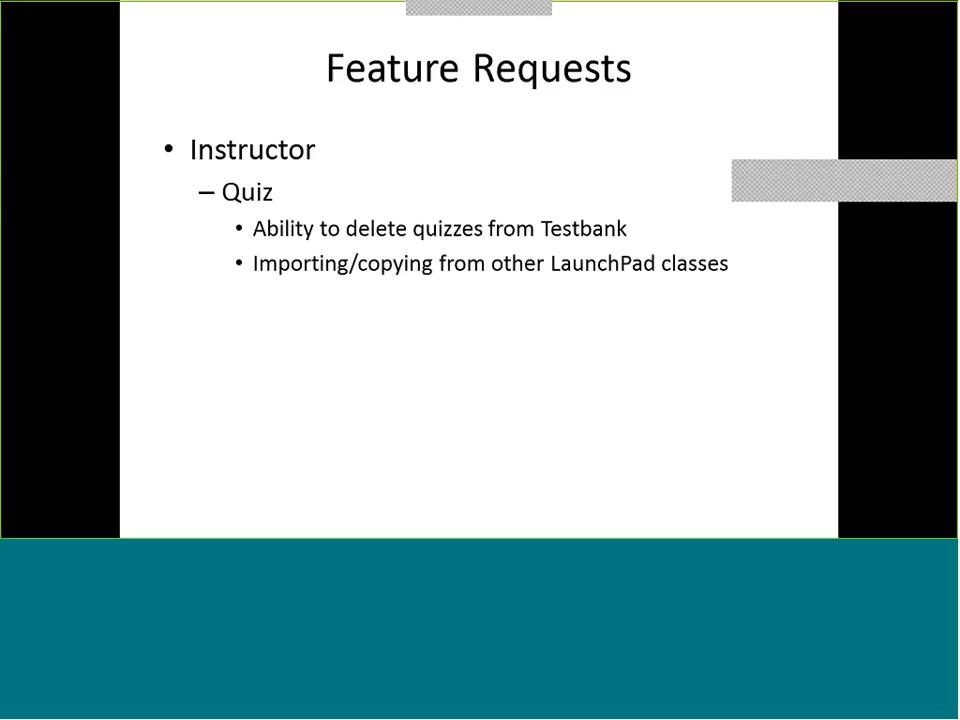 Feature Requests
• Instructor
– Quiz
• Ability to delete quizzes from Testbank
• Importing/copying from other LaunchPad classes